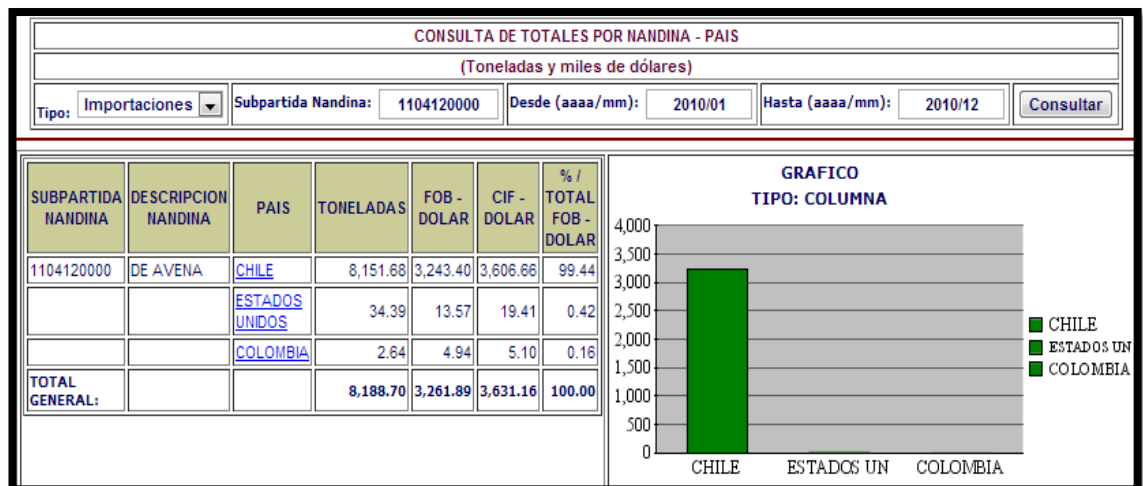 CONSULTA DE TOTALES POR NANDINA - PAIS
(Toneladas y miles de dólares)
Tipo: Importaciones Subpartida Nandina: 1104120000 Desde (aaaa/mm): 2010/01 Hasta (aaaa/mm): 2010/12 Consultar
SUBPARTIDA NANDINA DESCRIPCION NANDINA PAIS TONELADAS FOB - DOLAR CIF - DOLAR % / TOTAL FOB - DOLAR
1104120000 DE AVENA CHILE 8,151.68 3,243.40 3,606.66 99.44
ESTADOS UNIDOS 34.39 13.57 19.41 0.42
COLOMBIA 2.64 4.94 5.10 0.16
TOTAL GENERAL: 8,188.70 3,261.89 3,631.16 100.00
GRAFICO
TIPO: COLUMNA
4,000
3,500
3,000
2,500
2,000
1,500
1,000
500
0
CHILE ESTADOS UN COLOMBIA
CHILE
ESTADOS UN
COLOMBIA